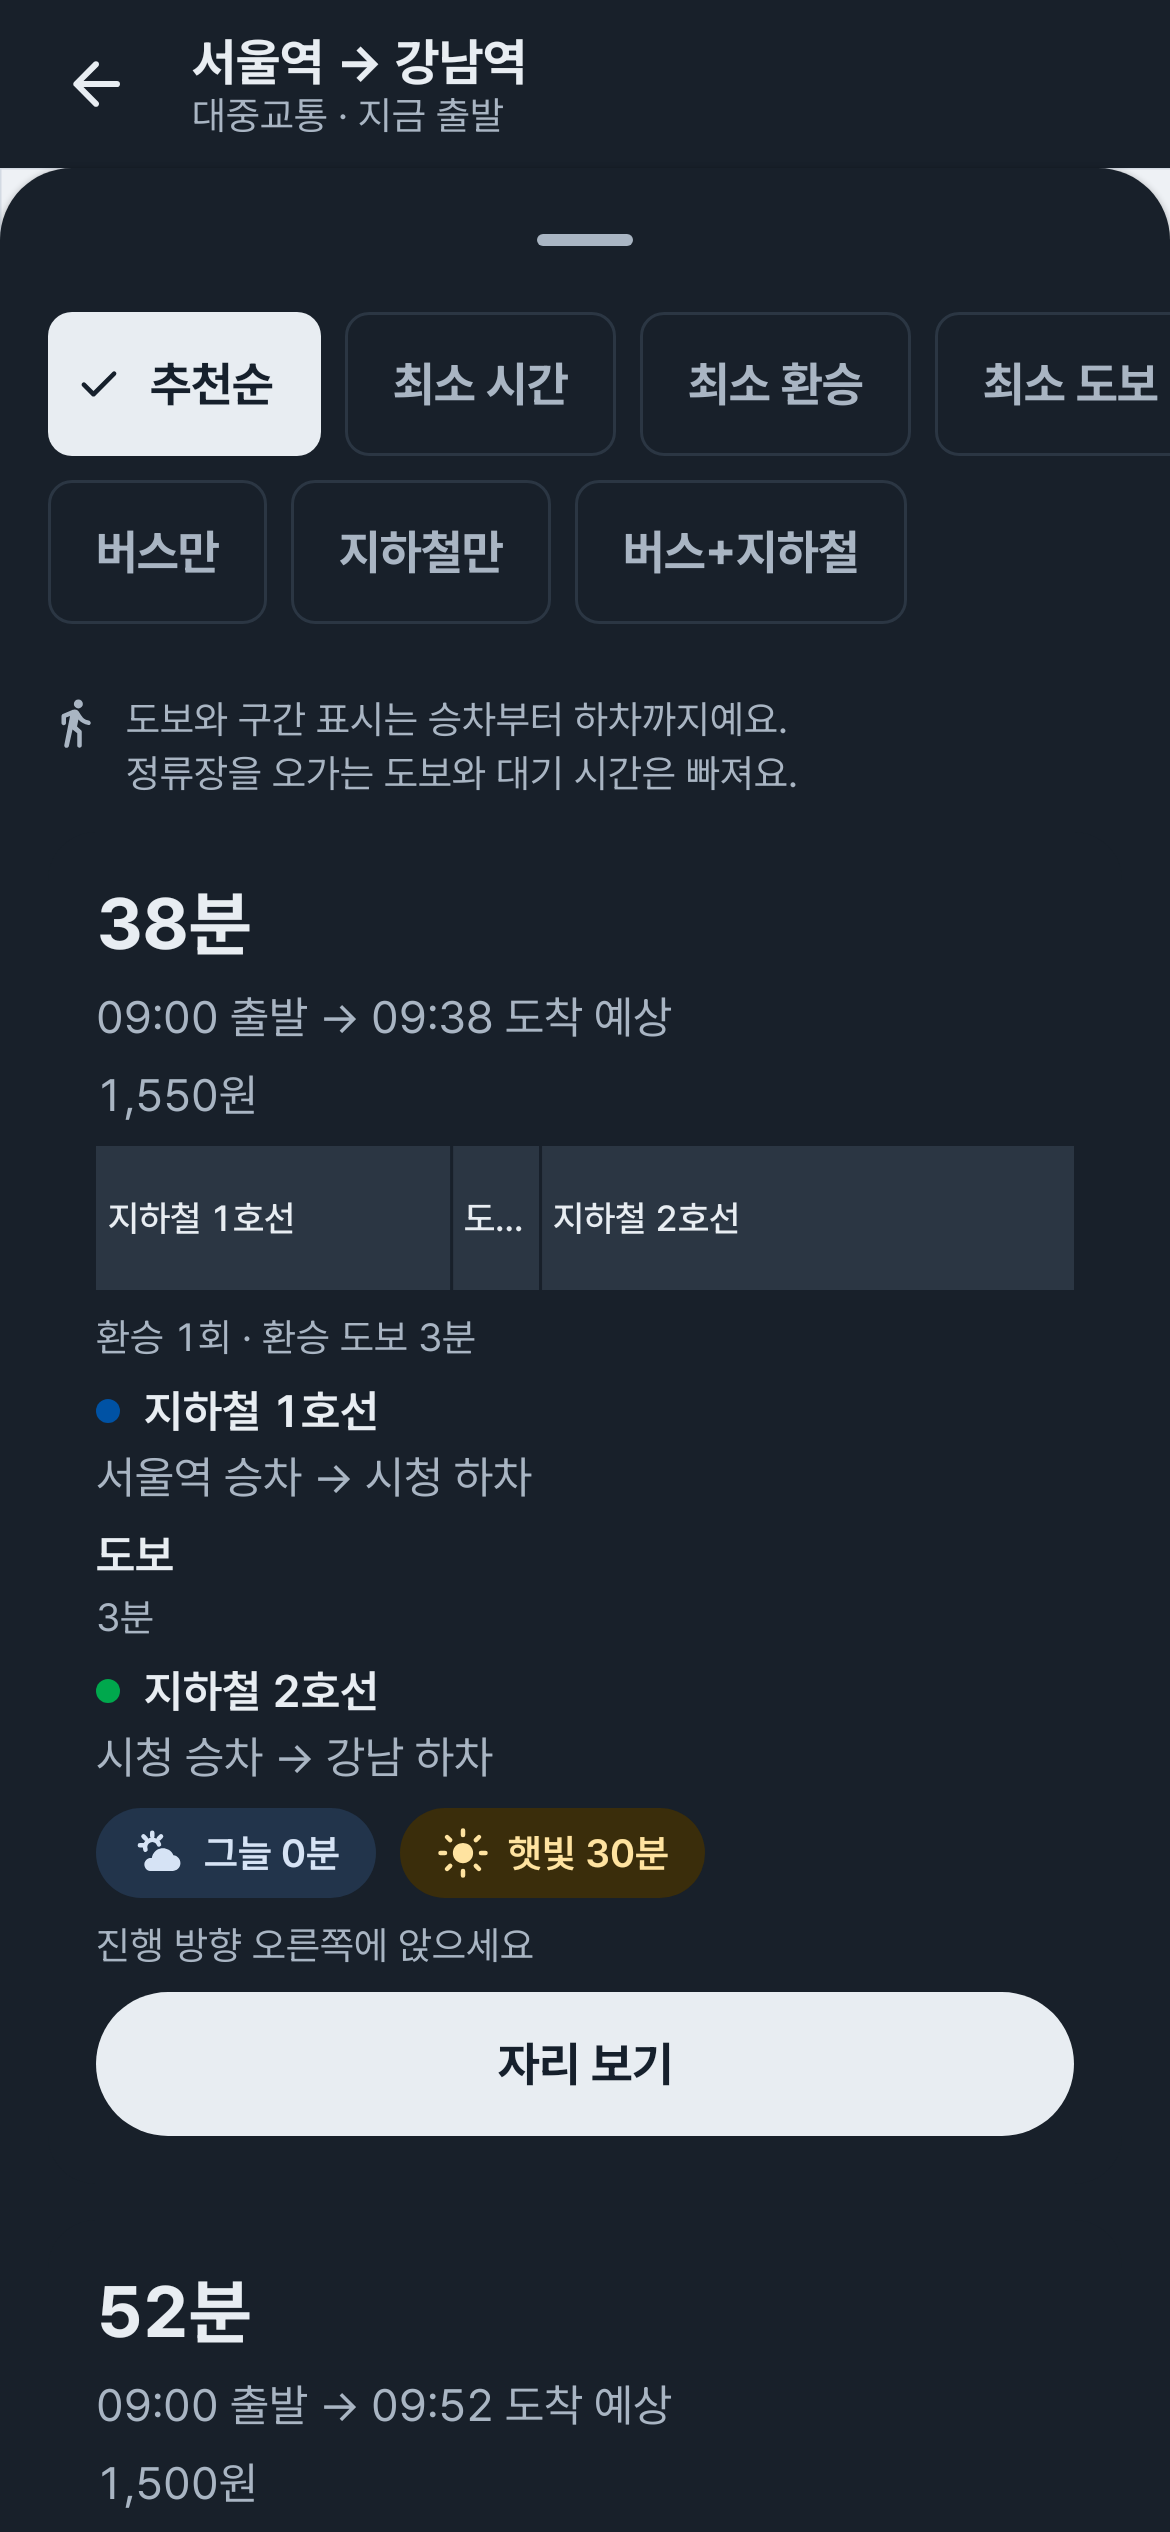 서울역 → 강남역
대중교통 · 지금 출발
추천순
최소 시간
최소 환승
최소 도보
버스만
지하철만
버스+지하철
도보와 구간 표시는 승차부터 하차까지예요.
정류장을 오가는 도보와 대기 시간은 빠져요.
38분
09:00 출발 → 09:38 도착 예상
1,550원
지하철 1호선
도...
지하철 2호선
환승 1회 · 환승 도보 3분
지하철 1호선
서울역 승차 → 시청 하차
도보
3분
지하철 2호선
시청 승차 → 강남 하차
그늘 0분
햇빛 30분
진행 방향 오른쪽에 앉으세요
자리 보기
52분
09:00 출발 → 09:52 도착 예상
1,500원